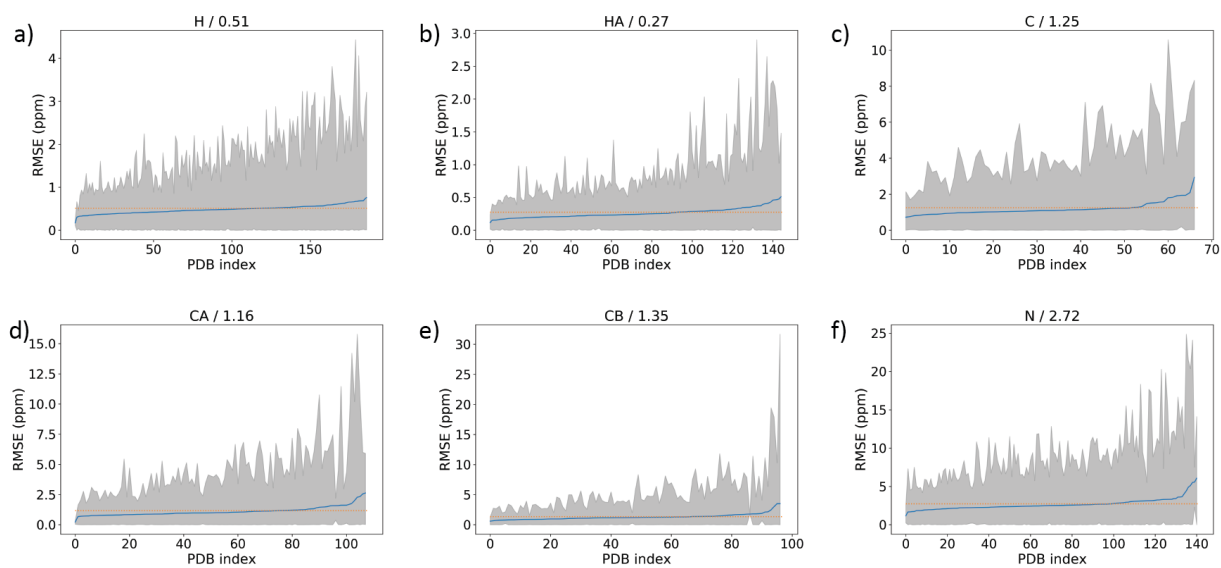 a)
H / 0.51
RMSE (ppm)
4
3
2
1
0
0 50 100 150
PDB index
b)
HA / 0.27
RMSE (ppm)
3.0
2.5
2.0
1.5
1.0
0.5
0.0
0 20 40 60 80 100 120 140
PDB index
c)
C / 1.25
RMSE (ppm)
10
8
6
4
2
0
0 10 20 30 40 50 60 70
PDB index
d)
CA / 1.16
RMSE (ppm)
15.0
12.5
10.0
7.5
5.0
2.5
0.0
0 20 40 60 80 100
PDB index
e)
CB / 1.35
RMSE (ppm)
30
25
20
15
10
5
0
0 20 40 60 80 100
PDB index
f)
N / 2.72
RMSE (ppm)
25
20
15
10
5
0
0 20 40 60 80 100 120 140
PDB index